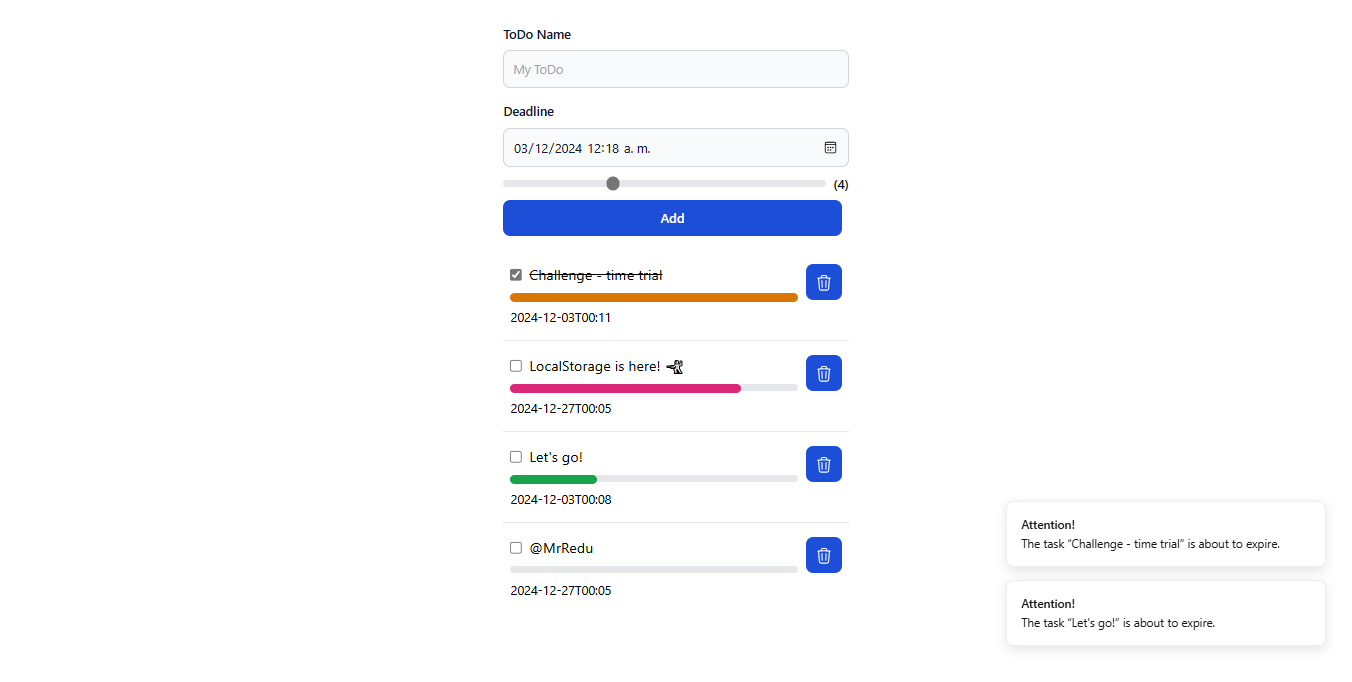 ToDo Name
My ToDo
Deadline
03/12/2024 12:18 a. m.
(4)
Add
Challenge - time trial
2024-12-03T00:11
LocalStorage is here!
2024-12-27T00:05
Let's go!
2024-12-03T00:08
@MrRedu
2024-12-27T00:05
Attention!
The task “Challenge - time trial” is about to expire.
Attention!
The task “Let's go!” is about to expire.